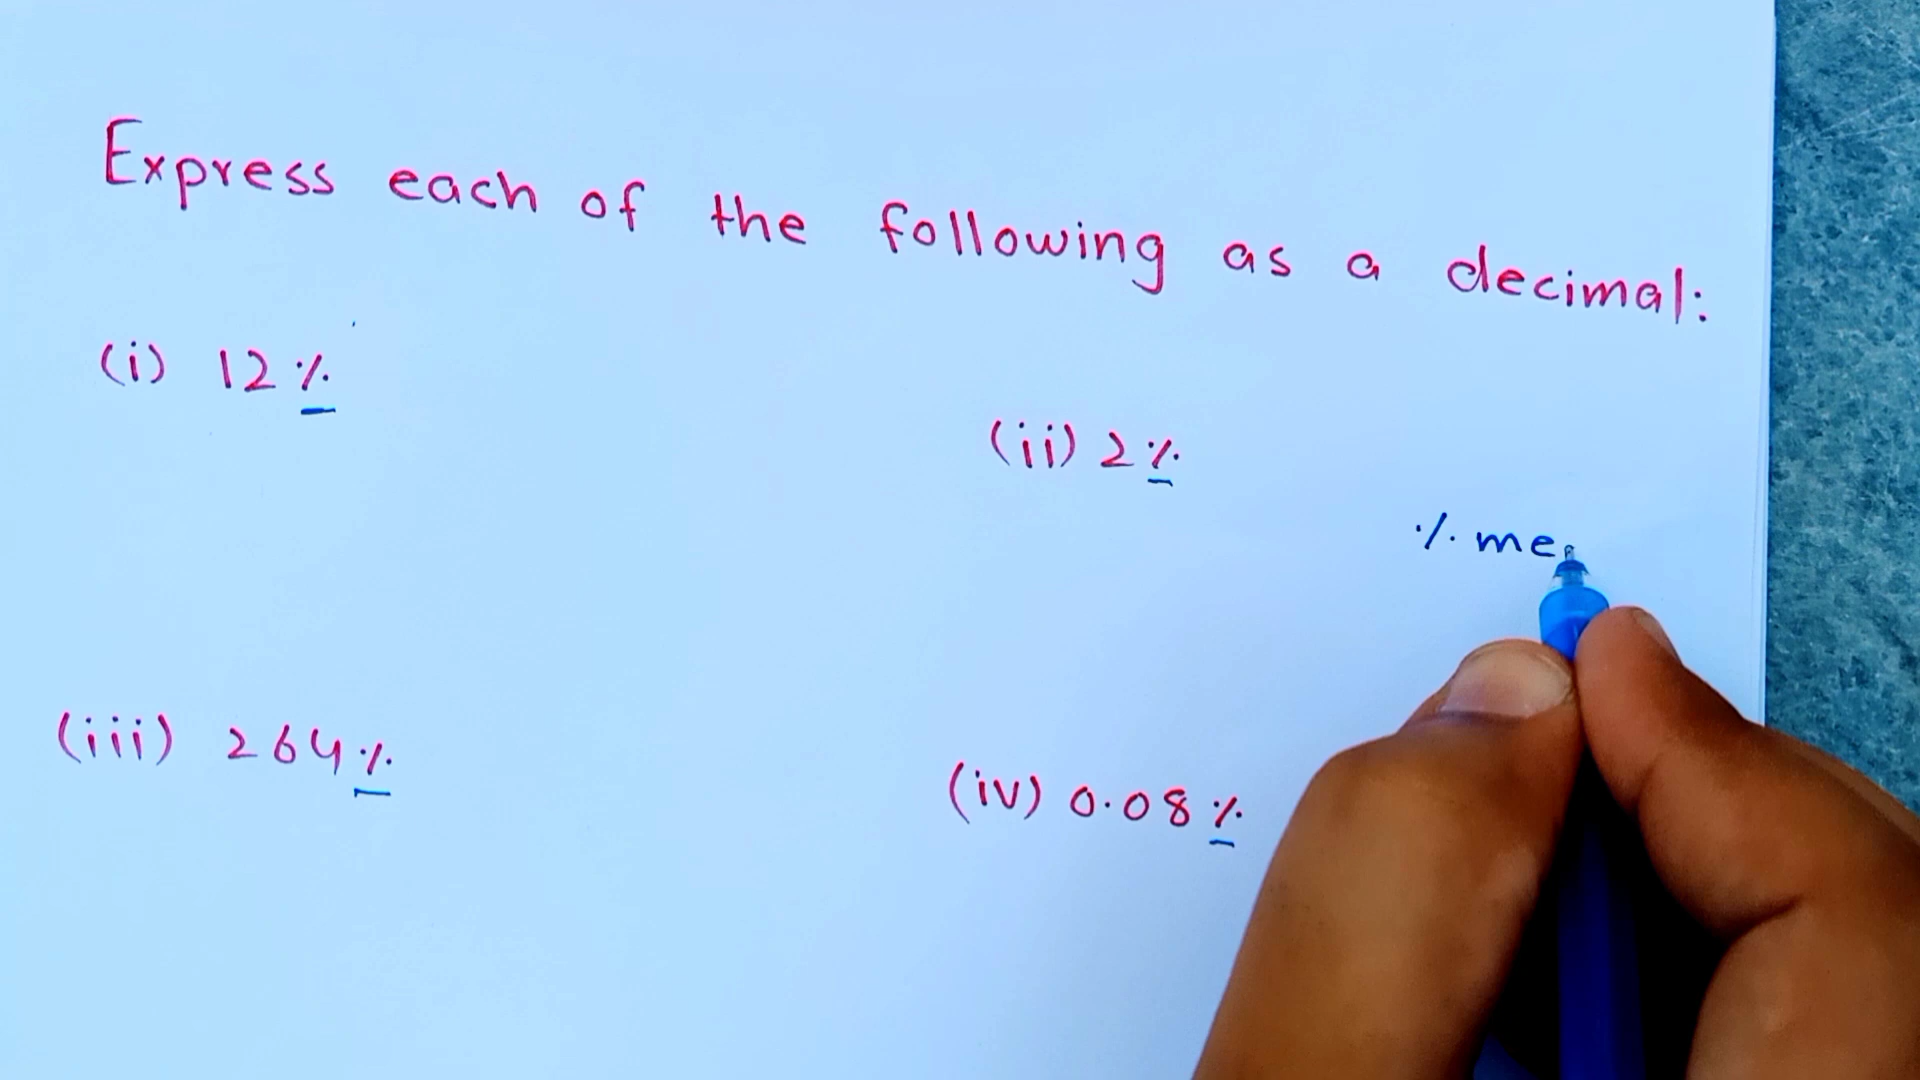 Express each of the following as a decimal:
(i) 12%
(ii) 2%
% me
(iii) 264%
(iv) 0.08%